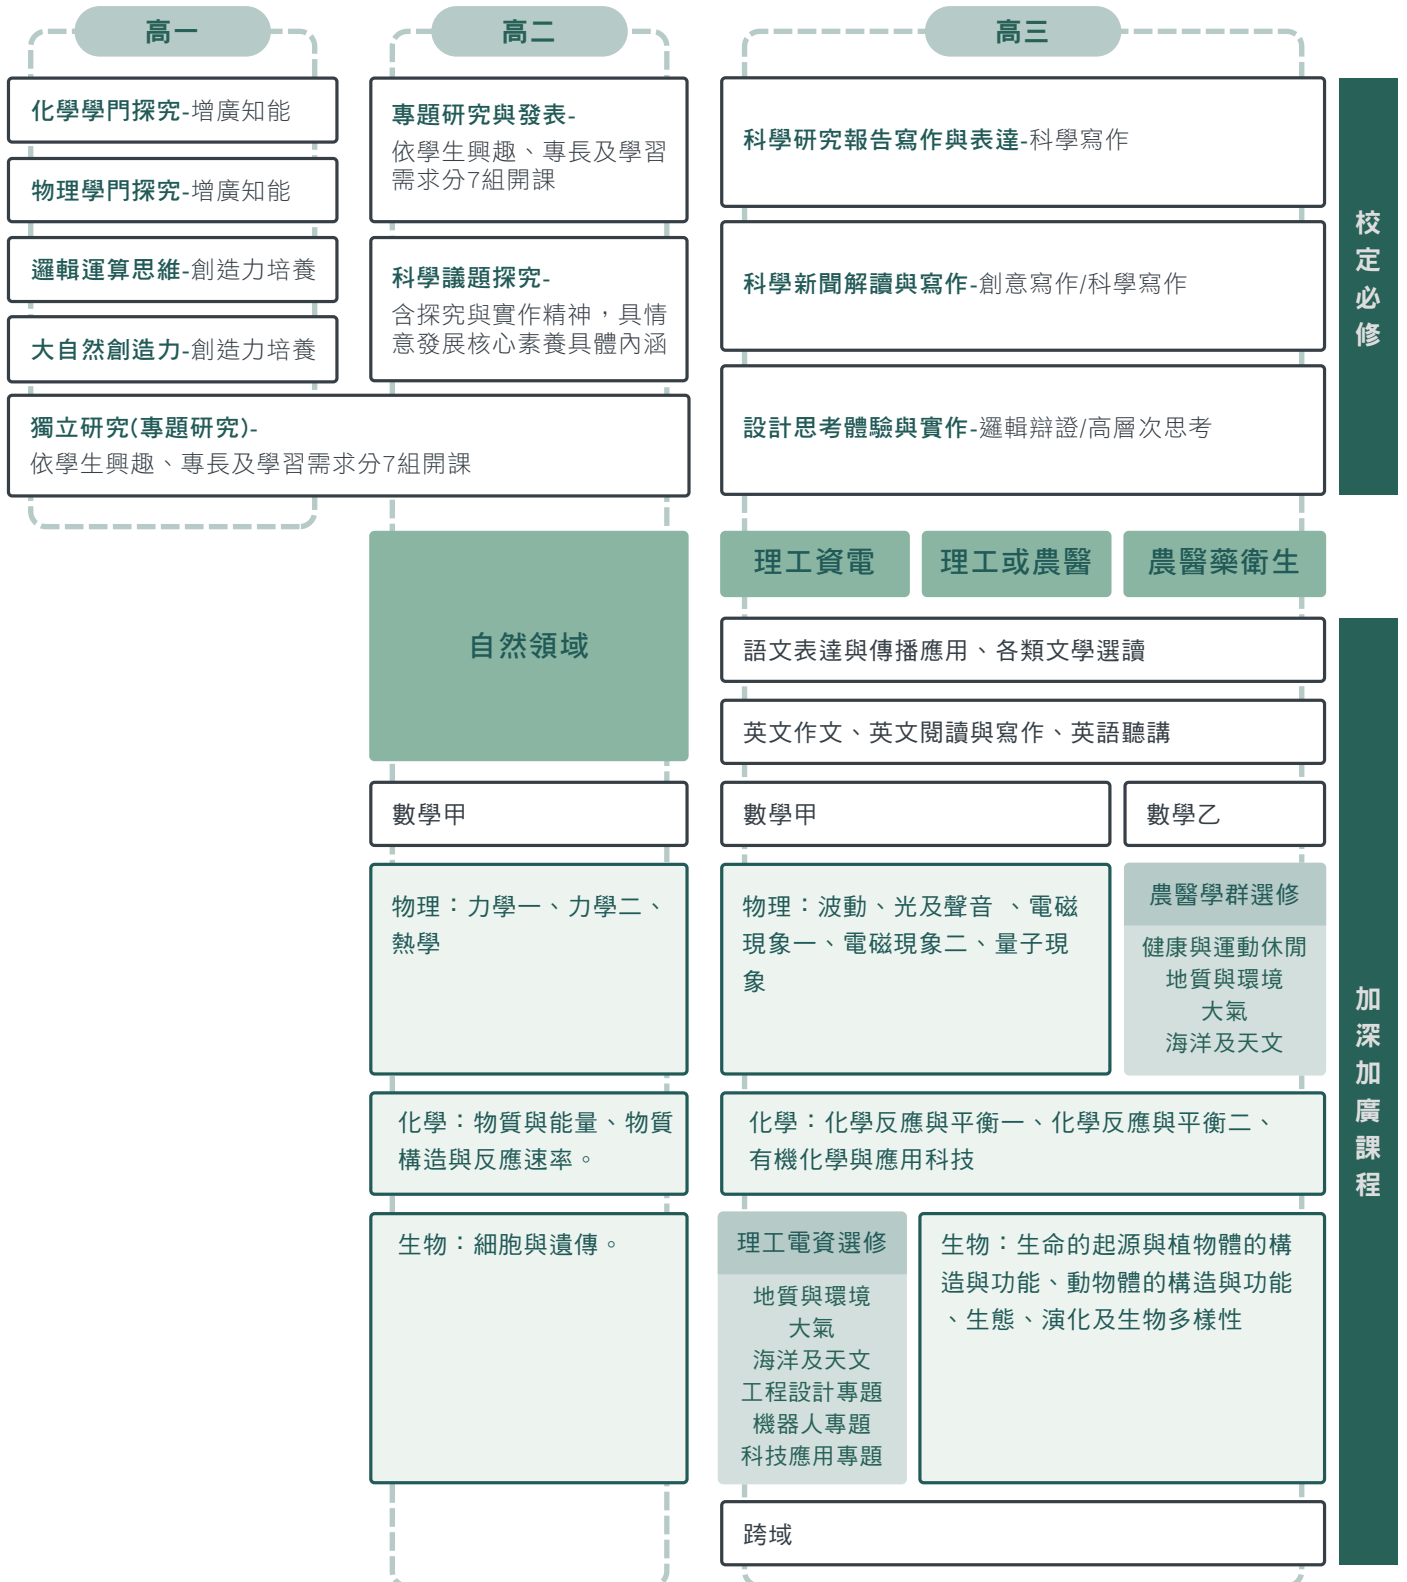 高一
高二
高三
化學學門探究-增廣知能
物理學門探究-增廣知能
邏輯運算思維-創造力培養
大自然創造力-創造力培養
專題研究與發表-
依學生興趣、專長及學習
需求分7組開課
科學議題探究-
含探究與實作精神，具情
意發展核心素養具體內涵
獨立研究(專題研究)-
依學生興趣、專長及學習需求分7組開課
科學研究報告寫作與表達-科學寫作
科學新聞解讀與寫作-創意寫作/科學寫作
設計思考體驗與實作-邏輯辯證/高層次思考
校定必修
自然領域
理工資電
理工或農醫
農醫藥衛生
語文表達與傳播應用、各類文學選讀
英文作文、英文閱讀與寫作、英語聽講
數學甲
數學甲
數學乙
物理：力學一、力學二、
熱學
物理：波動、光及聲音 、電磁
現象一、電磁現象二、量子現
象
農醫學群選修
健康與運動休閒
地質與環境
大氣
海洋及天文
化學：物質與能量、物質
構造與反應速率。
化學：化學反應與平衡一、化學反應與平衡二、
有機化學與應用科技
生物：細胞與遺傳。
理工電資選修
地質與環境
大氣
海洋及天文
工程設計專題
機器人專題
科技應用專題
生物：生命的起源與植物體的構
造與功能、動物體的構造與功能
、生態、演化及生物多樣性
跨域
加深加廣課程